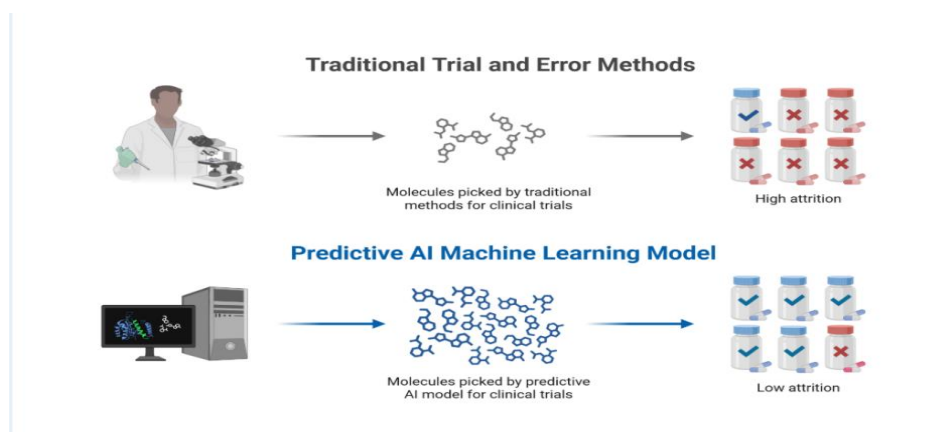 Traditional Trial and Error Methods
Molecules picked by traditional
methods for clinical trials
High attrition
Predictive AI Machine Learning Model
Molecules picked by predictive
AI model for clinical trials
Low attrition